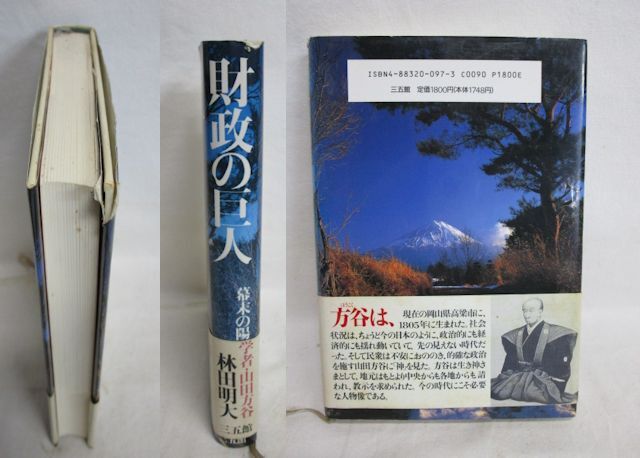 財政の巨人
幕末の陽明学者・山田方谷
林田明大
三五館
ISBN4-88320-097-3 C0090 P1800E
三五館 定価1800円(本体1748円)
ほうこく
方谷は、
現在の岡山県高梁市に、
1805年に生まれた。社会
状況は、ちょうど今の日本のように、政治的にも経
済的にも揺れ動いていて、先の見えない時代だ
った。そして民衆は不安におののき、的確な政治
を施す山田方谷に「神」を見た。方谷は生き神さ
まとして、地元はもとより中央からも各地からも請
われ、教示を求められた。今の時代にこそ必要
な人物像である。